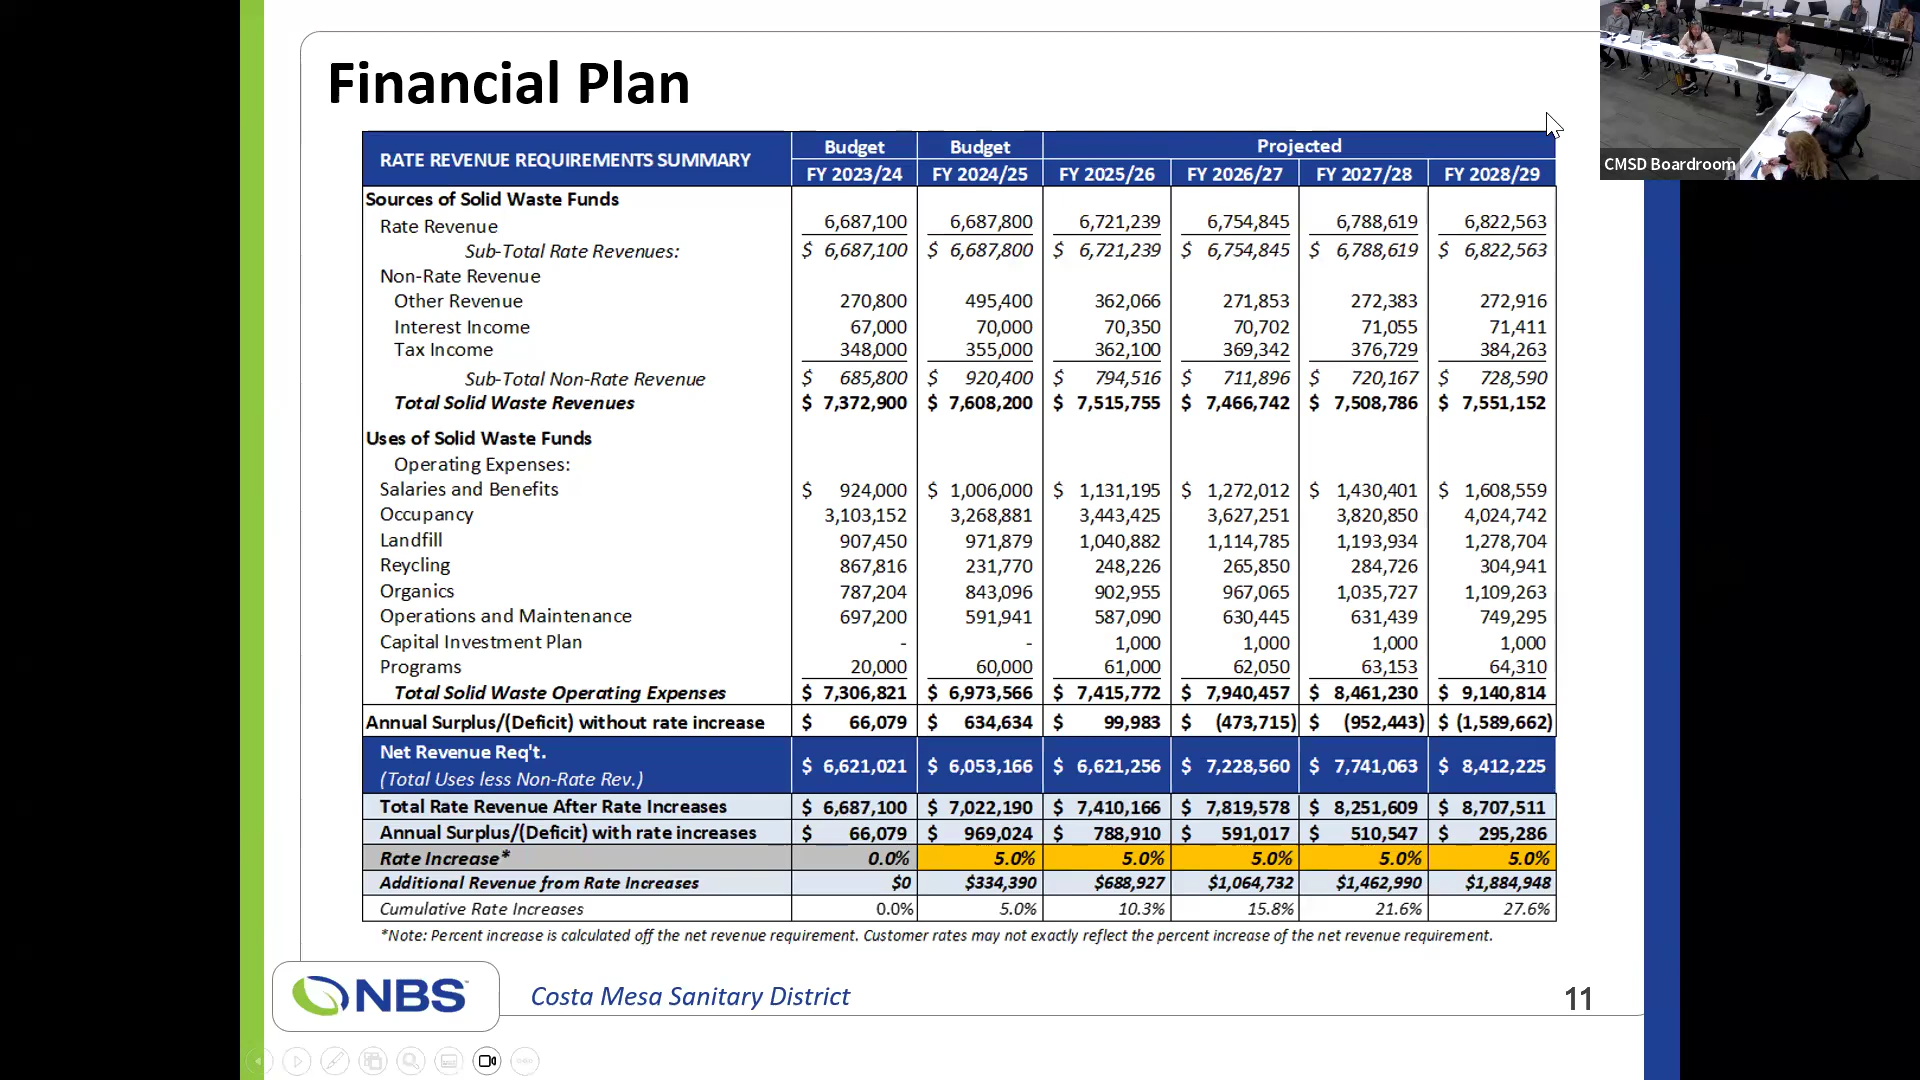 Financial Plan
CMSD Boardroom
RATE REVENUE REQUIREMENTS SUMMARY Budget Budget Projected
FY 2023/24 FY 2024/25 FY 2025/26 FY 2026/27 FY 2027/28 FY 2028/29
Sources of Solid Waste Funds
Rate Revenue 6,687,100 6,687,800 6,721,239 6,754,845 6,788,619 6,822,563
Sub-Total Rate Revenues: $ 6,687,100 $ 6,687,800 $ 6,721,239 $ 6,754,845 $ 6,788,619 $ 6,822,563
Non-Rate Revenue
Other Revenue 270,800 495,400 362,066 271,853 272,383 272,916
Interest Income 67,000 70,000 70,350 70,702 71,055 71,411
Tax Income 348,000 355,000 362,100 369,342 376,729 384,263
Sub-Total Non-Rate Revenue $ 685,800 $ 920,400 $ 794,516 $ 711,896 $ 720,167 $ 728,590
Total Solid Waste Revenues $ 7,372,900 $ 7,608,200 $ 7,515,755 $ 7,466,742 $ 7,508,786 $ 7,551,152
Uses of Solid Waste Funds
Operating Expenses:
Salaries and Benefits $ 924,000 $ 1,006,000 $ 1,131,195 $ 1,272,012 $ 1,430,401 $ 1,608,559
Occupancy 3,103,152 3,268,881 3,443,425 3,627,251 3,820,850 4,024,742
Landfill 907,450 971,879 1,040,882 1,114,785 1,193,934 1,278,704
Reycling 867,816 231,770 248,226 265,850 284,726 304,941
Organics 787,204 843,096 902,955 967,065 1,035,727 1,109,263
Operations and Maintenance 697,200 591,941 587,090 630,445 631,439 749,295
Capital Investment Plan - - 1,000 1,000 1,000 1,000
Programs 20,000 60,000 61,000 62,050 63,153 64,310
Total Solid Waste Operating Expenses $ 7,306,821 $ 6,973,566 $ 7,415,772 $ 7,940,457 $ 8,461,230 $ 9,140,814
Annual Surplus/(Deficit) without rate increase $ 66,079 $ 634,634 $ 99,983 $ (473,715) $ (952,443) $ (1,589,662)
Net Revenue Req't.
(Total Uses less Non-Rate Rev.) $ 6,621,021 $ 6,053,166 $ 6,621,256 $ 7,228,560 $ 7,741,063 $ 8,412,225
Total Rate Revenue After Rate Increases $ 6,687,100 $ 7,022,190 $ 7,410,166 $ 7,819,578 $ 8,251,609 $ 8,707,511
Annual Surplus/(Deficit) with rate increases $ 66,079 $ 969,024 $ 788,910 $ 591,017 $ 510,547 $ 295,286
Rate Increase* 0.0% 5.0% 5.0% 5.0% 5.0% 5.0%
Additional Revenue from Rate Increases $0 $334,390 $688,927 $1,064,732 $1,462,990 $1,884,948
Cumulative Rate Increases 0.0% 5.0% 10.3% 15.8% 21.6% 27.6%
*Note: Percent increase is calculated off the net revenue requirement. Customer rates may not exactly reflect the percent increase of the net revenue requirement.
NBS
Costa Mesa Sanitary District
11